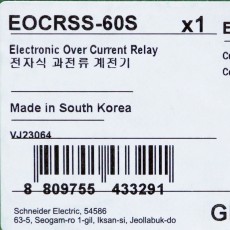 EOCRSS-60S x1
Electronic Over Current Relay
전자식 과전류 계전기
Made in South Korea
VJ23064
8 809755 433291
Schneider Electric, 54586
63-5, Seogam-ro 1-gil, Iksan-si, Jeollabuk-do